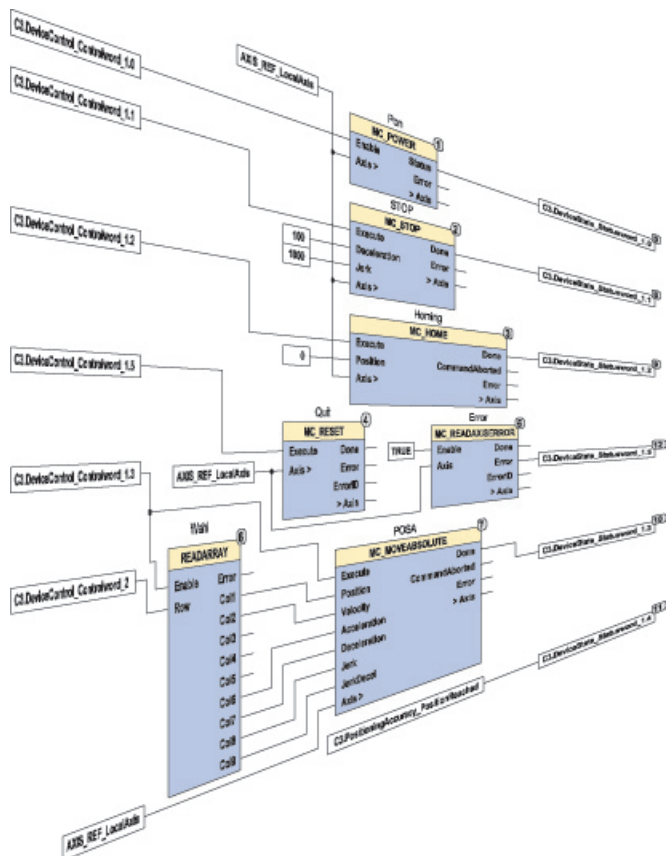 C3.DeviceControl_Controlword_1.0
C3.DeviceControl_Controlword_1.1
AXIS_REF_LocalAxis
Pon
1
MC_POWER
Enable
Status
Axis >
Error
> Axis
C3.DeviceControl_Controlword_1.2
STOP
2
MC_STOP
100
1000
Execute
Done
Deceleration
Error
Jerk
> Axis
Axis >
C3.DeviceState_Statusword_1.0
C3.DeviceState_Statusword_1.1
Homing
3
MC_HOME
0
Execute
Done
Position
CommandAborted
Axis >
Error
> Axis
C3.DeviceControl_Controlword_1.5
Quit
4
MC_RESET
Execute
Done
Axis >
Error
ErrorID
> Axis
Error
5
MC_READAXISERROR
TRUE
Enable
Done
Axis
Error
ErrorID
> Axis
12
C3.DeviceControl_Controlword_1.3
AXIS_REF_LocalAxis
Wahl
6
READARRAY
Enable
Error
Row
Col1
Col2
Col3
Col4
Col5
Col6
Col7
Col8
Col9
C3.DeviceControl_Controlword_2
POSA
7
MC_MOVEABSOLUTE
Execute
Done
Position
CommandAborted
Velocity
Error
Acceleration
> Axis
Deceleration
Jerk
JerkDecel
Axis >
10
C3.DeviceState_Statusword_1.3
11
C3.DeviceState_Statusword_1.4
C3.PositioningAccuracy_PositionReached
AXIS_REF_LocalAxis